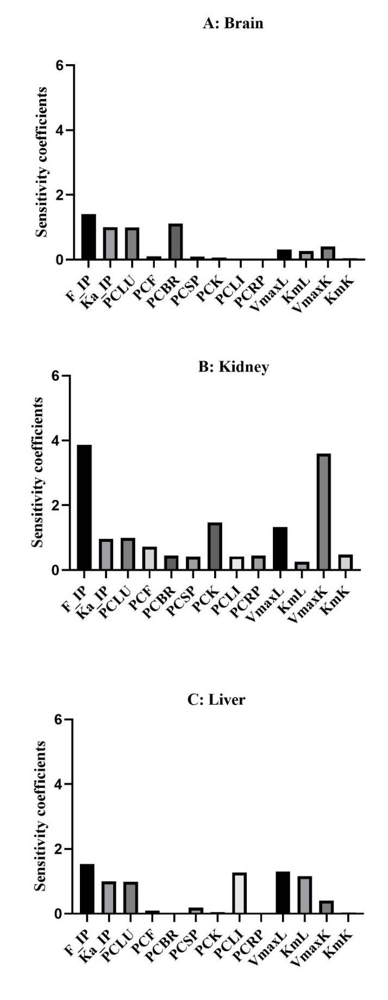 A: Brain
Sensitivity coefficients
6
4
2
0
F_IP
Ka_IP
PCLU
PCF
PCBR
PCSP
PCK
PCLI
PCRP
VmaxL
KmL
VmaxK
KmK
B: Kidney
Sensitivity coefficients
6
4
2
0
F_IP
Ka_IP
PCLU
PCF
PCBR
PCSP
PCK
PCLI
PCRP
VmaxL
KmL
VmaxK
KmK
C: Liver
Sensitivity coefficients
6
4
2
0
F_IP
Ka_IP
PCLU
PCF
PCBR
PCSP
PCK
PCLI
PCRP
VmaxL
KmL
VmaxK
KmK